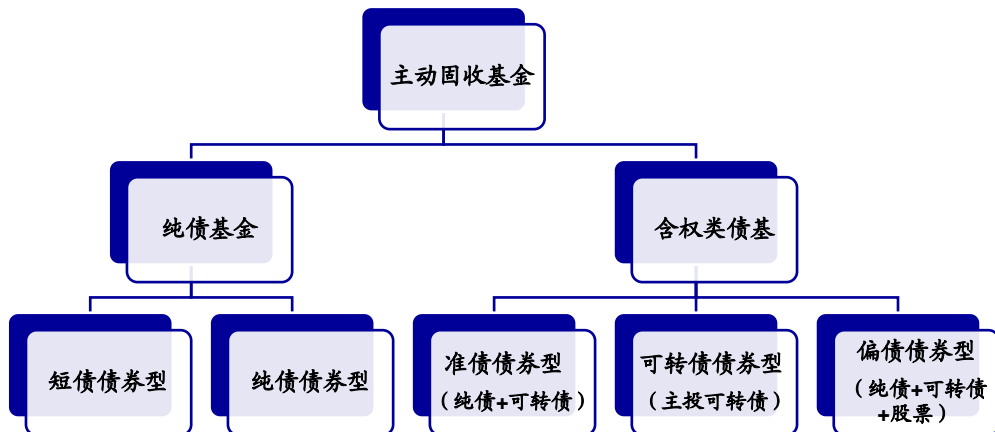 主动固收基金
纯债基金
含权类债基
短债债券型
纯债债券型
准债债券型
（纯债+可转债）
可转债债券型
（主投可转债）
偏债债券型
（纯债+可转债
+股票）